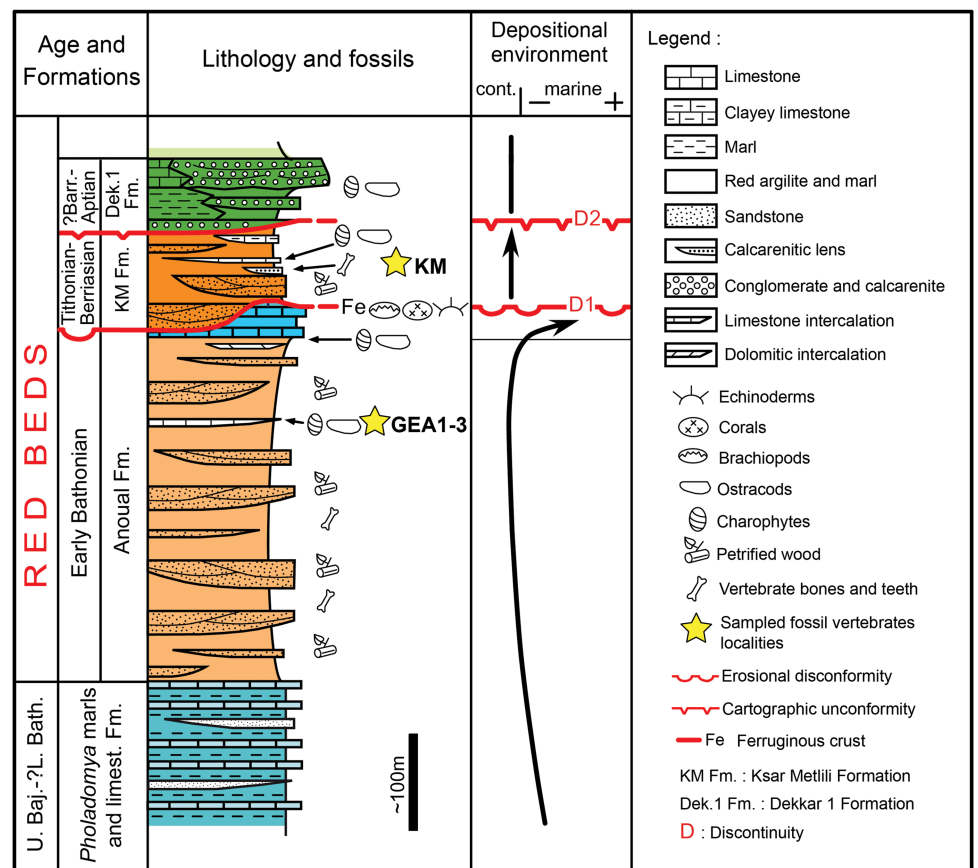 Age and
Formations
Lithology and fossils
Depositional
environment
cont.
marine
Legend :
Limestone
Clayey limestone
Marl
Red argilite and marl
Sandstone
Calcarenitic lens
Conglomerate and calcarenite
Limestone intercalation
Dolomitic intercalation
Echinoderms
Corals
Brachiopods
Ostracods
Charophytes
Petrified wood
Vertebrate bones and teeth
Sampled fossil vertebrates
localities
Erosional disconformity
Cartographic unconformity
Fe Ferruginous crust
KM Fm. : Ksar Metlili Formation
Dek.1 Fm. : Dekkar 1 Formation
D : Discontinuity
RED BEDS
?Barr.-
Aptian
Dek.1
Fm.
Tithonian-
Berriasian
KM Fm.
Early Bathonian
Anoual Fm.
U. Baj.-?L. Bath.
Pholadomya marls
and limest. Fm.
KM
Fe
GEA1-3
D2
D1
~100m